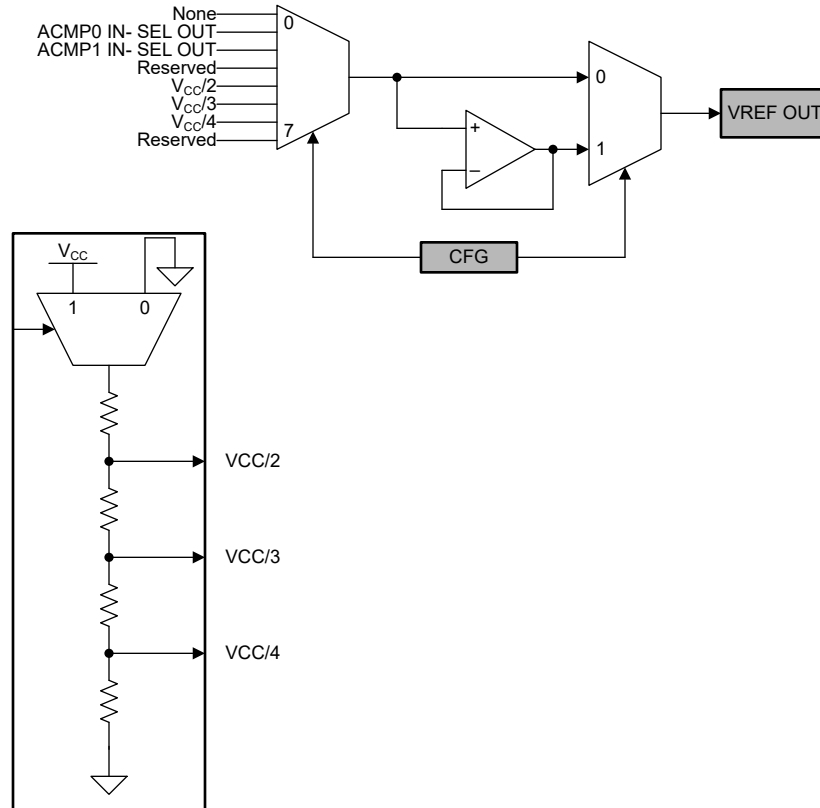 None
ACMP0 IN- SEL OUT
ACMP1 IN- SEL OUT
Reserved
VCC/2
VCC/3
VCC/4
Reserved
0
7
+
–
0
1
VREF OUT
CFG
VCC
1
0
VCC/2
VCC/3
VCC/4